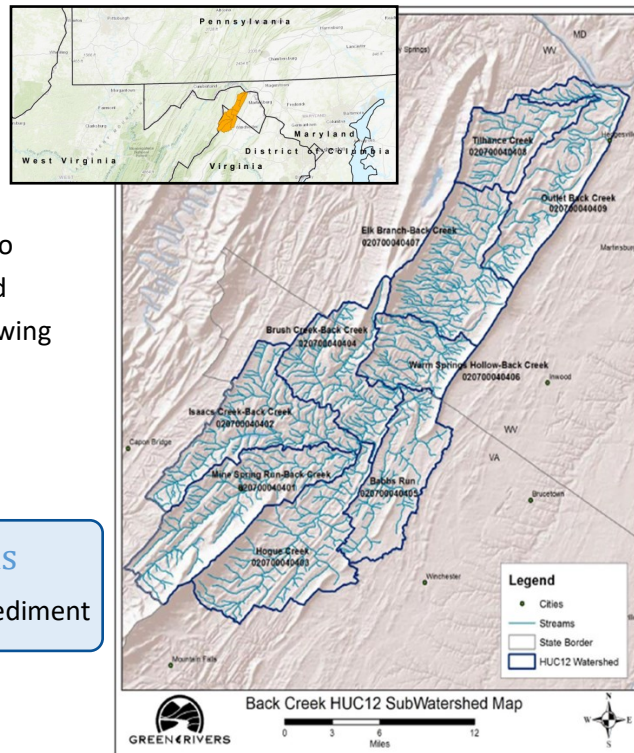 Pennsylvania
Maryland
District of Columbia
West Virginia
Virginia
o
d
wing
s
ediment
MD
WV
Tilhance Creek
020700040408
Hedgesville
Outlet Back Creek
020700040409
Elk Branch-Back Creek
020700040407
Martinsburg
Brush Creek-Back Creek
020700040404
Warm Springs Hollow-Back Creek
020700040406
Inwood
Isaacs Creek-Back Creek
020700040402
WV
VA
Capon Bridge
Mine Spring Run-Back Creek
020700040401
Babbs Run
020700040405
Brucetown
Hogue Creek
020700040403
Winchester
Mountain Falls
Legend
Cities
Streams
State Border
HUC12 Watershed
GREEN RIVERS
Back Creek HUC12 SubWatershed Map
0 3 6 12
Miles
N
W E
S